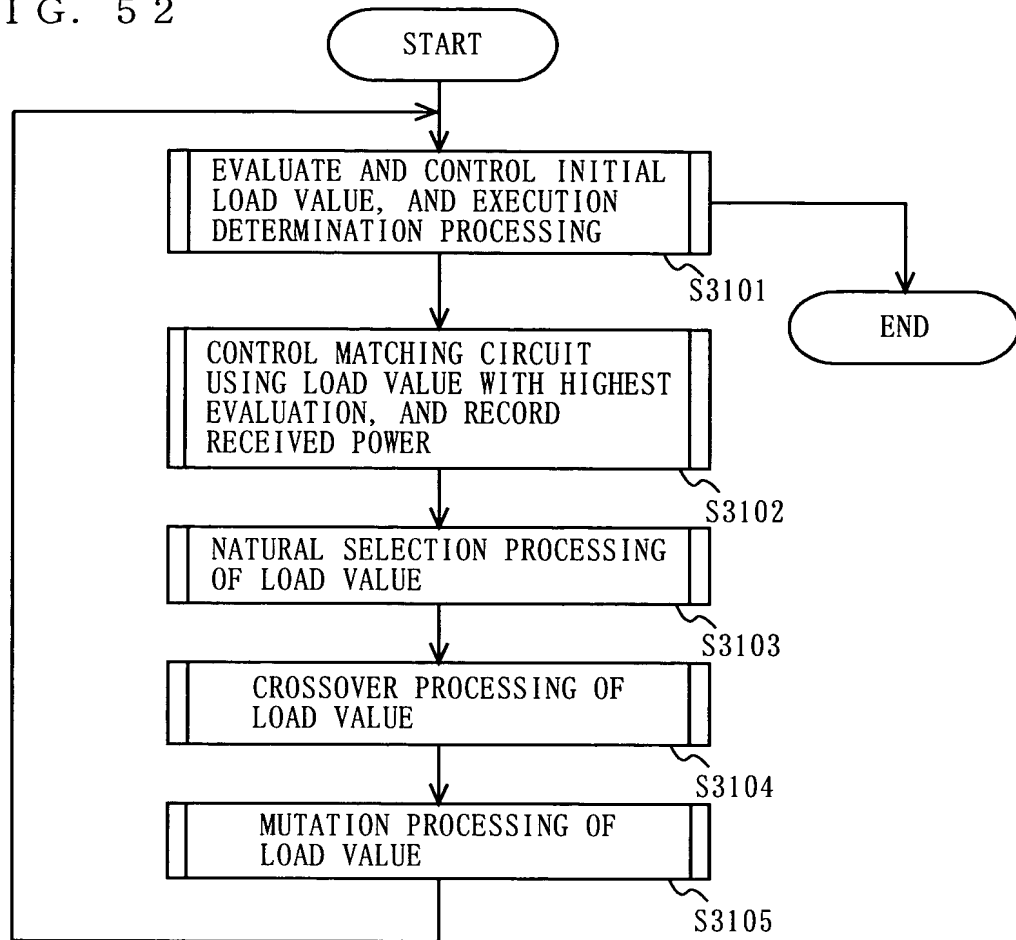 I G. 5 2
START
EVALUATE AND CONTROL INITIAL
LOAD VALUE, AND EXECUTION
DETERMINATION PROCESSING
S3101
END
CONTROL MATCHING CIRCUIT
USING LOAD VALUE WITH HIGHEST
EVALUATION, AND RECORD
RECEIVED POWER
S3102
NATURAL SELECTION PROCESSING
OF LOAD VALUE
S3103
CROSSOVER PROCESSING OF
LOAD VALUE
S3104
MUTATION PROCESSING OF
LOAD VALUE
S3105